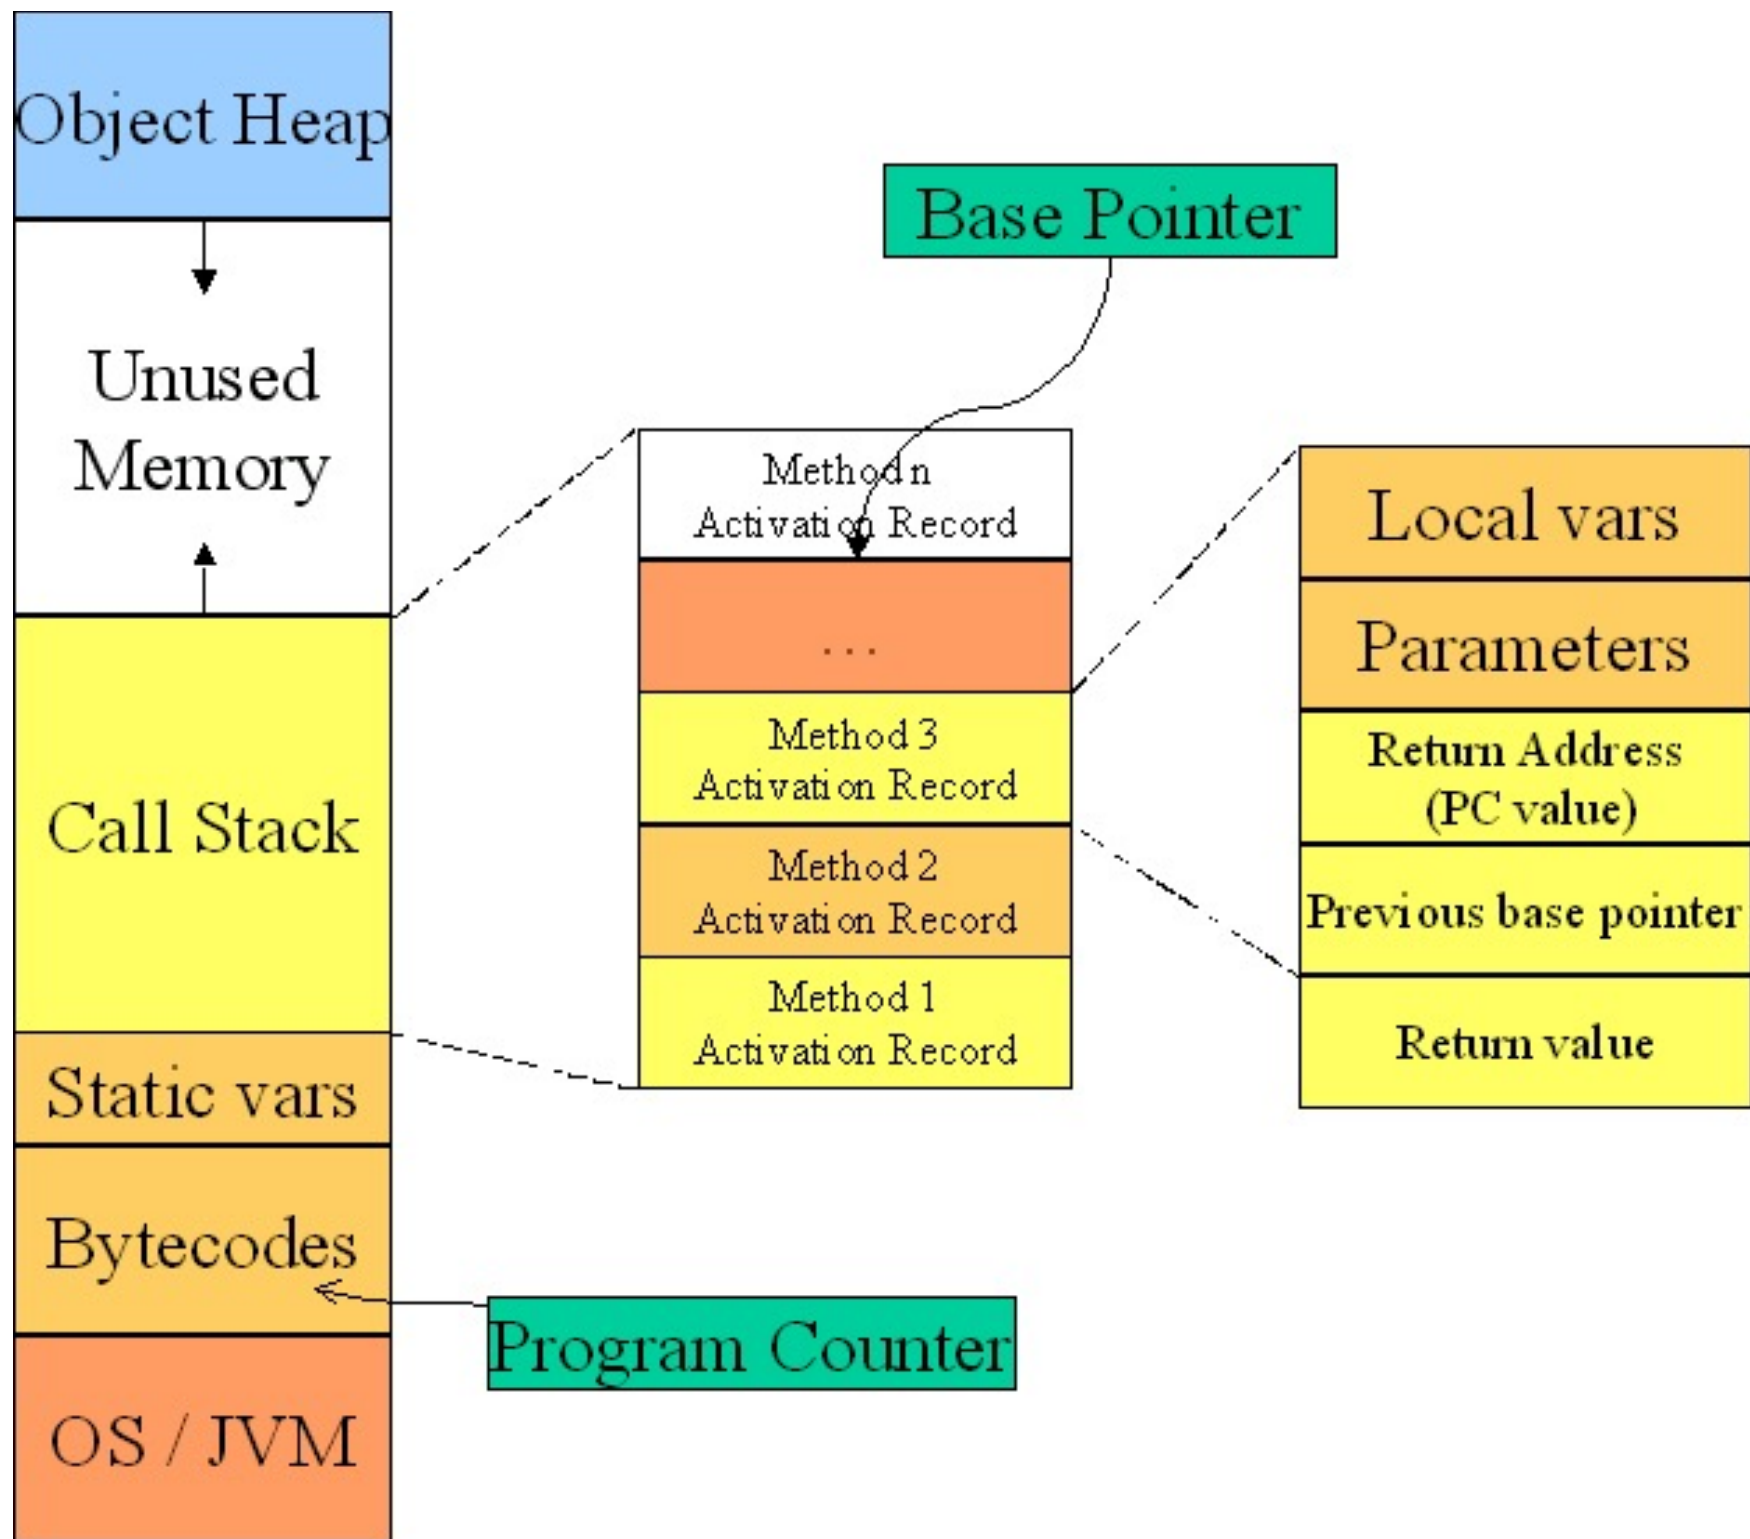 Object Heap
Unused
Memory
Call Stack
Static vars
Bytecodes
OS / JVM
Base Pointer
Method n
Activation Record
...
Method 3
Activation Record
Method 2
Activation Record
Method 1
Activation Record
Program Counter
Local vars
Parameters
Return Address
(PC value)
Previous base pointer
Return value